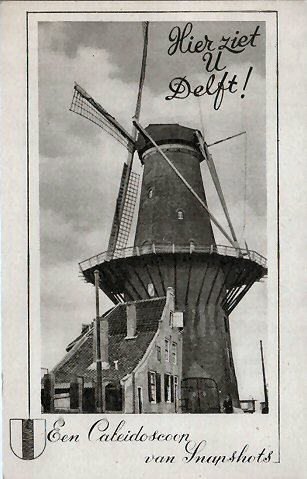 Hier ziet
U
Delft!
Een Caleidoscoop
van Snapshots